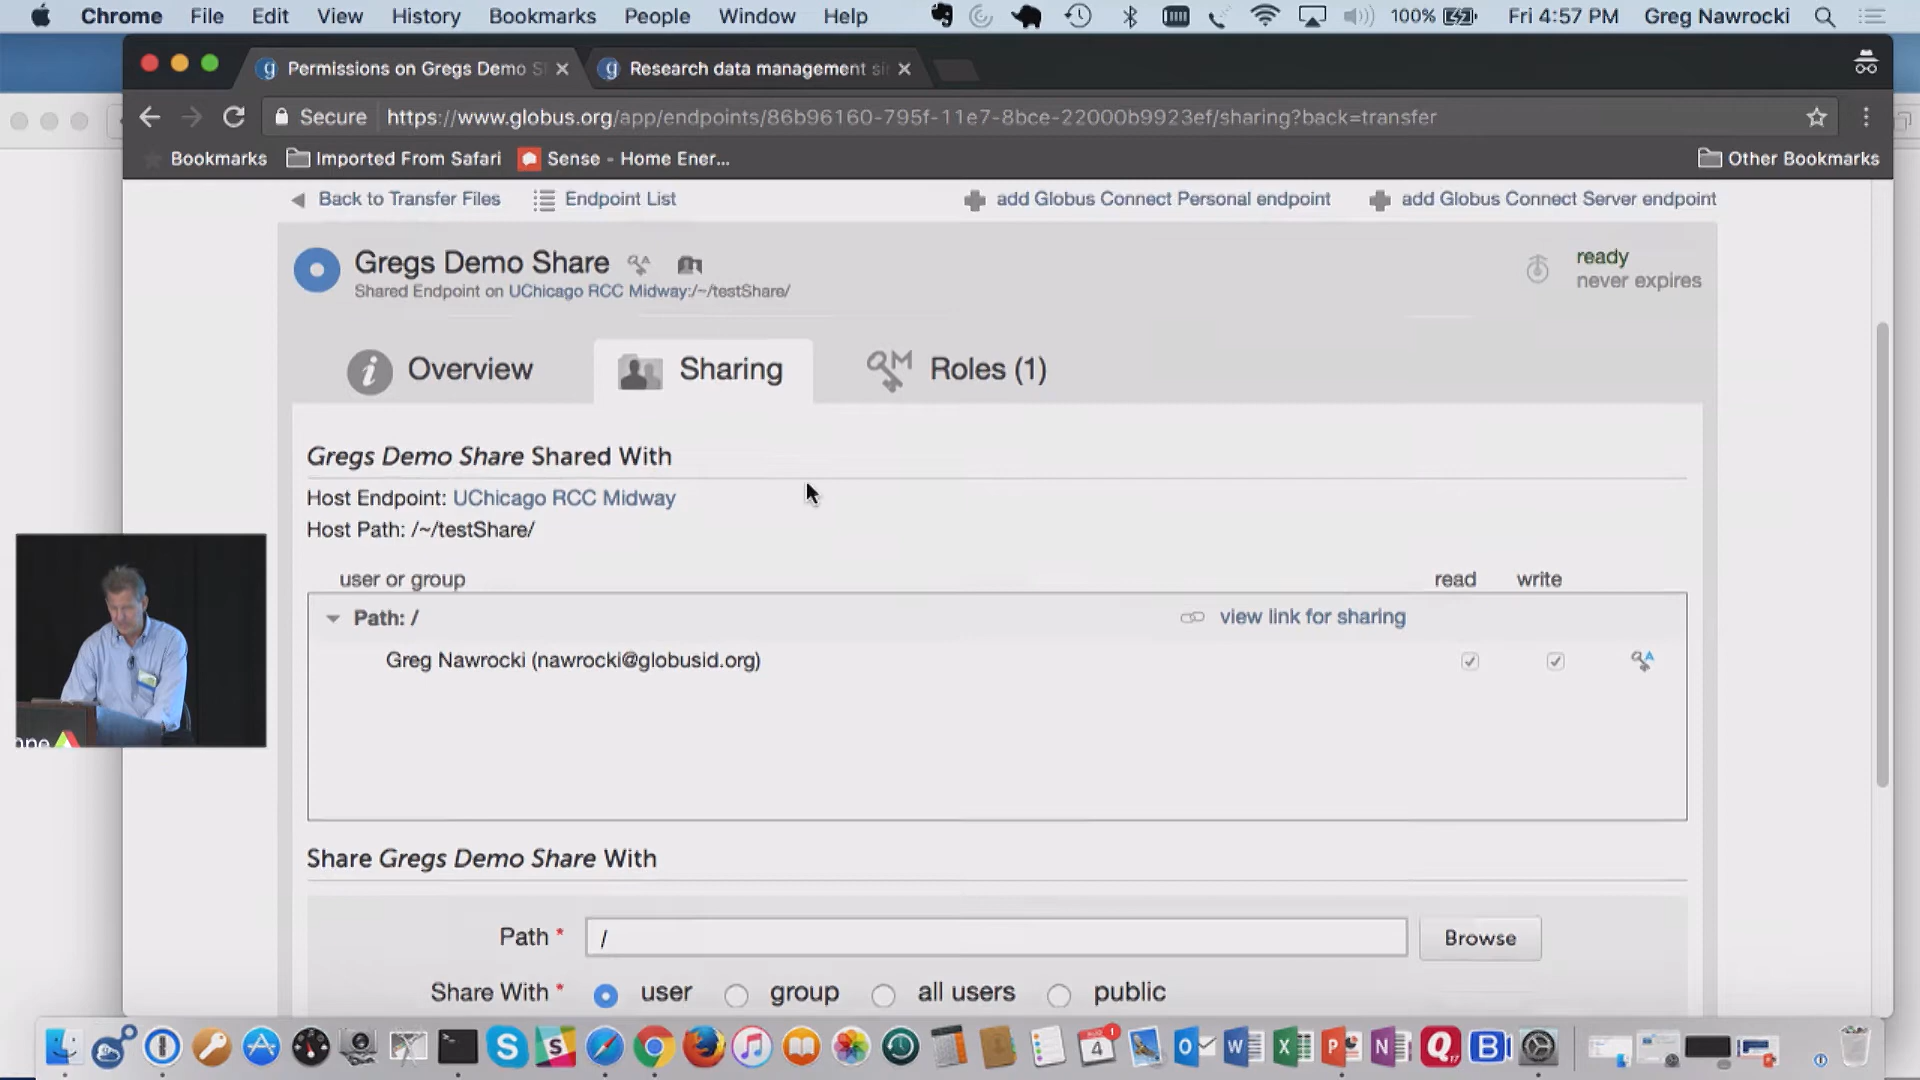 Chrome File Edit View History Bookmarks People Window Help 100% Fri 4:57 PM Greg Nawrocki
Permissions on Gregs Demo S
Research data management si
Secure https://www.globus.org/app/endpoints/86b96160-795f-11e7-8bce-22000b9923ef/sharing?back=transfer
Bookmarks Imported From Safari Sense - Home Ener... Other Bookmarks
Back to Transfer Files Endpoint List add Globus Connect Personal endpoint add Globus Connect Server endpoint
Gregs Demo Share
Shared Endpoint on UChicago RCC Midway:/~/testShare/
ready
never expires
Overview Sharing Roles (1)
Gregs Demo Share Shared With
Host Endpoint: UChicago RCC Midway
Host Path: /~/testShare/
user or group read write
Path: / view link for sharing
Greg Nawrocki (nawrocki@globusid.org)
Share Gregs Demo Share With
Path * / Browse
Share With * user group all users public